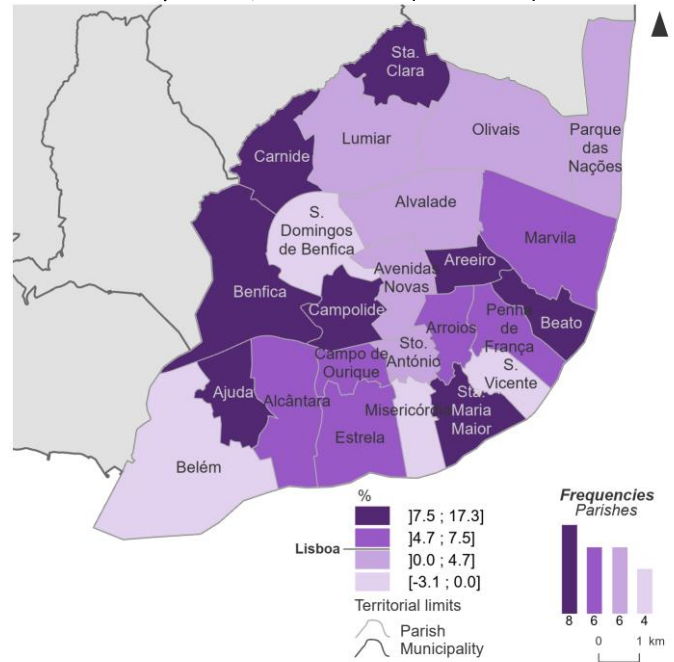 Sta.
Clara
Lumiar
Olivais
Parque
das
Nações
Carnide
S.
Domingos
de Benfica
Alvalade
Marvila
Benfica
Avenidas
Novas
Areeiro
Campolide
Arroios
Penha
de
França
Beato
Sto.
António
Campo de
Ourique
S.
Vicente
Ajuda
Alcântara
Misericórdia
Sta.
Maria
Maior
Estrela
Belém
%
]7.5 ; 17.3]
]4.7 ; 7.5]
Lisboa
]0.0 ; 4.7]
[-3.1 ; 0.0]
Territorial limits
Parish
Municipality
Frequencies
Parishes
8 6 6 4
0 1 km